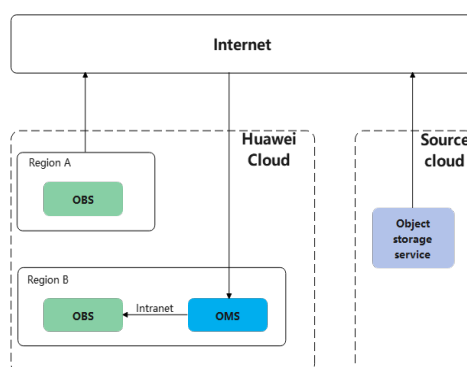 Internet
Huawei
Cloud
Source
cloud
Region A
OBS
Object
storage
service
Region B
OBS
Intranet
OMS